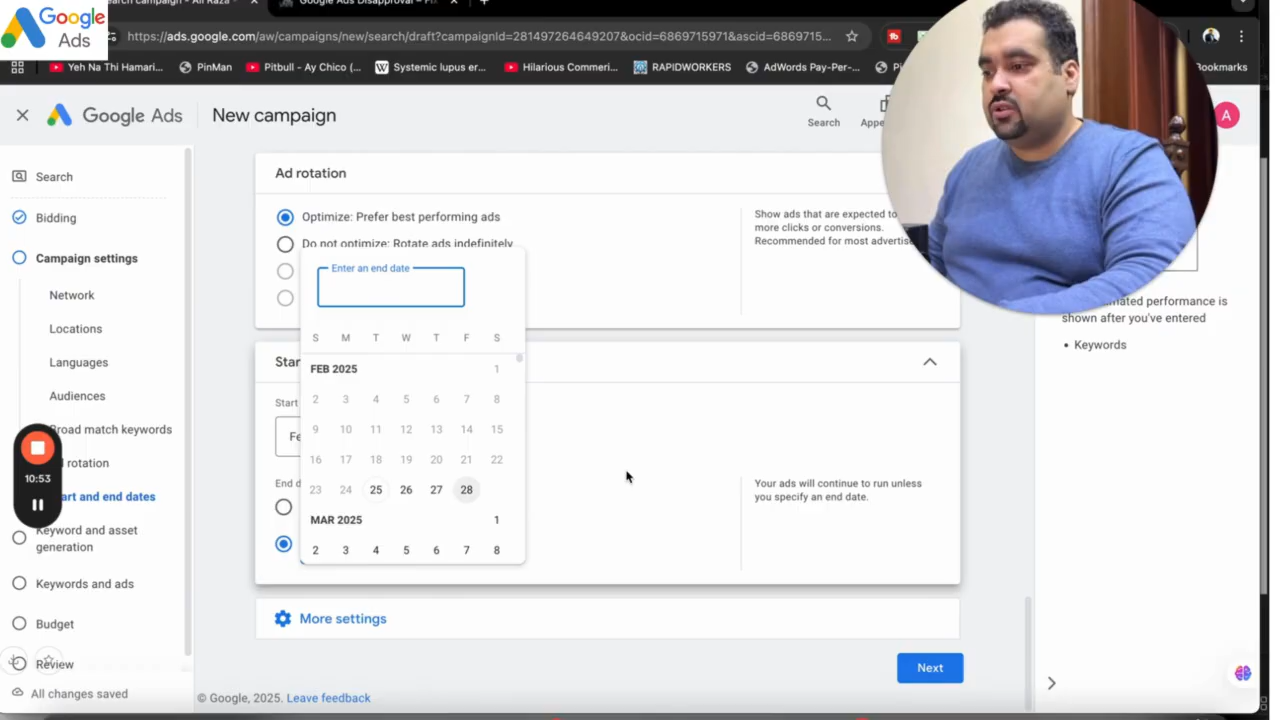 Search campaign - Ali Raza
Google Ads Disapproval - Fix
Google Ads
https://ads.google.com/aw/campaigns/new/search/draft?campaignId=281497264649207&ocid=6869715971&ascid=6869715...
Yeh Na Thi Hamari...
PinMan
Pitbull - Ay Chico (...
Systemic lupus er...
Hilarious Commeri...
RAPIDWORKERS
AdWords Pay-Per-...
Bookmarks
Google Ads
New campaign
Search
Appe
A
Search
Bidding
Campaign settings
Network
Locations
Languages
Audiences
Broad match keywords
rotation
art and end dates
Keyword and asset generation
Keywords and ads
Budget
Review
All changes saved
10:53
Ad rotation
Optimize: Prefer best performing ads
Do not optimize: Rotate ads indefinitely
Show ads that are expected to
more clicks or conversions.
Recommended for most advertise
Enter an end date
S M T W T F S
FEB 2025 1
2 3 4 5 6 7 8
9 10 11 12 13 14 15
16 17 18 19 20 21 22
23 24 25 26 27 28
MAR 2025 1
2 3 4 5 6 7 8
Star
Start
Fe
End d
Your ads will continue to run unless
you specify an end date.
More settings
Next
© Google, 2025. Leave feedback
mated performance is
shown after you've entered
• Keywords